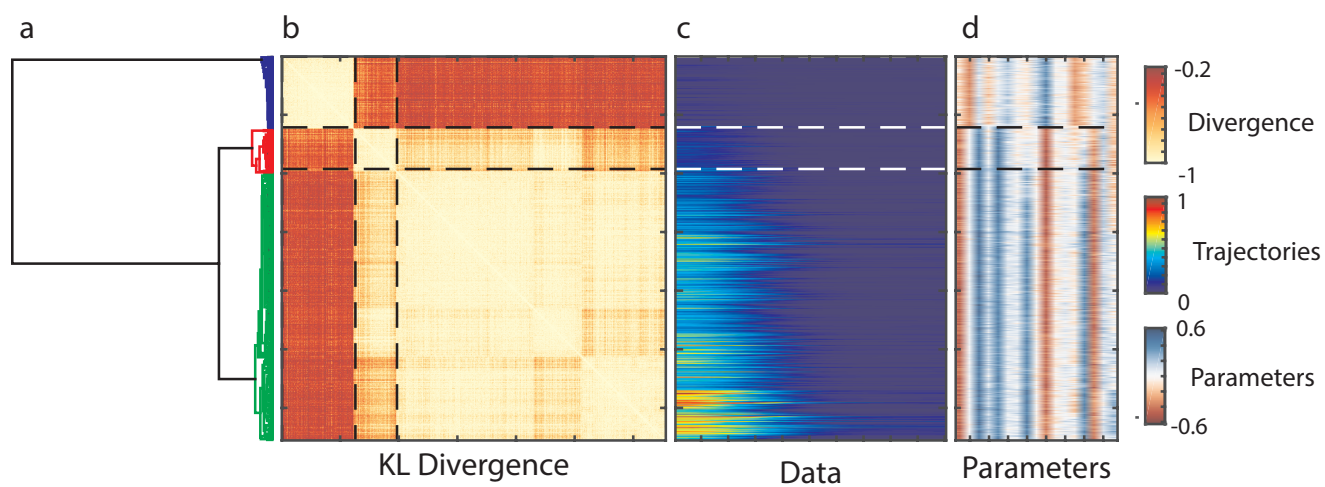 a
b
c
d
-0.2
Divergence
-1
1
Trajectories
0
0.6
Parameters
-0.6
KL Divergence
Data
Parameters